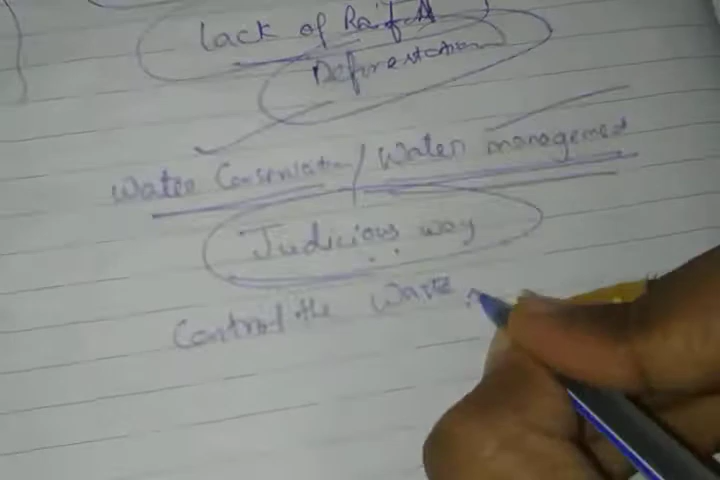 Lack of Rainfall
Deforestation
Water Conservation / Water management
Judicious way
Control the Waste